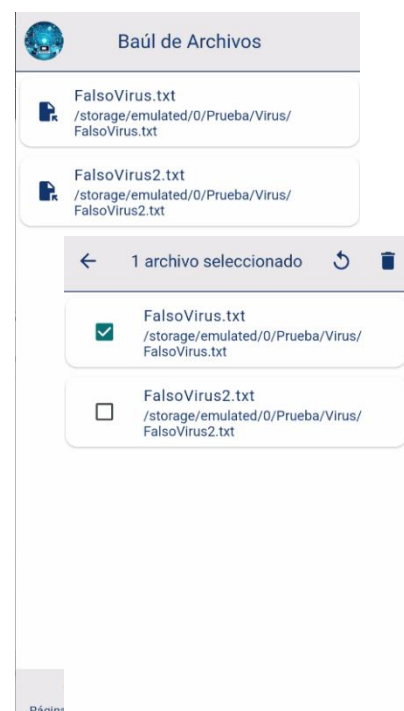 Baúl de Archivos
FalsoVirus.txt
/storage/emulated/0/Prueba/Virus/
FalsoVirus.txt
FalsoVirus2.txt
/storage/emulated/0/Prueba/Virus/
FalsoVirus2.txt
1 archivo seleccionado
FalsoVirus.txt
/storage/emulated/0/Prueba/Virus/
FalsoVirus.txt
FalsoVirus2.txt
/storage/emulated/0/Prueba/Virus/
FalsoVirus2.txt